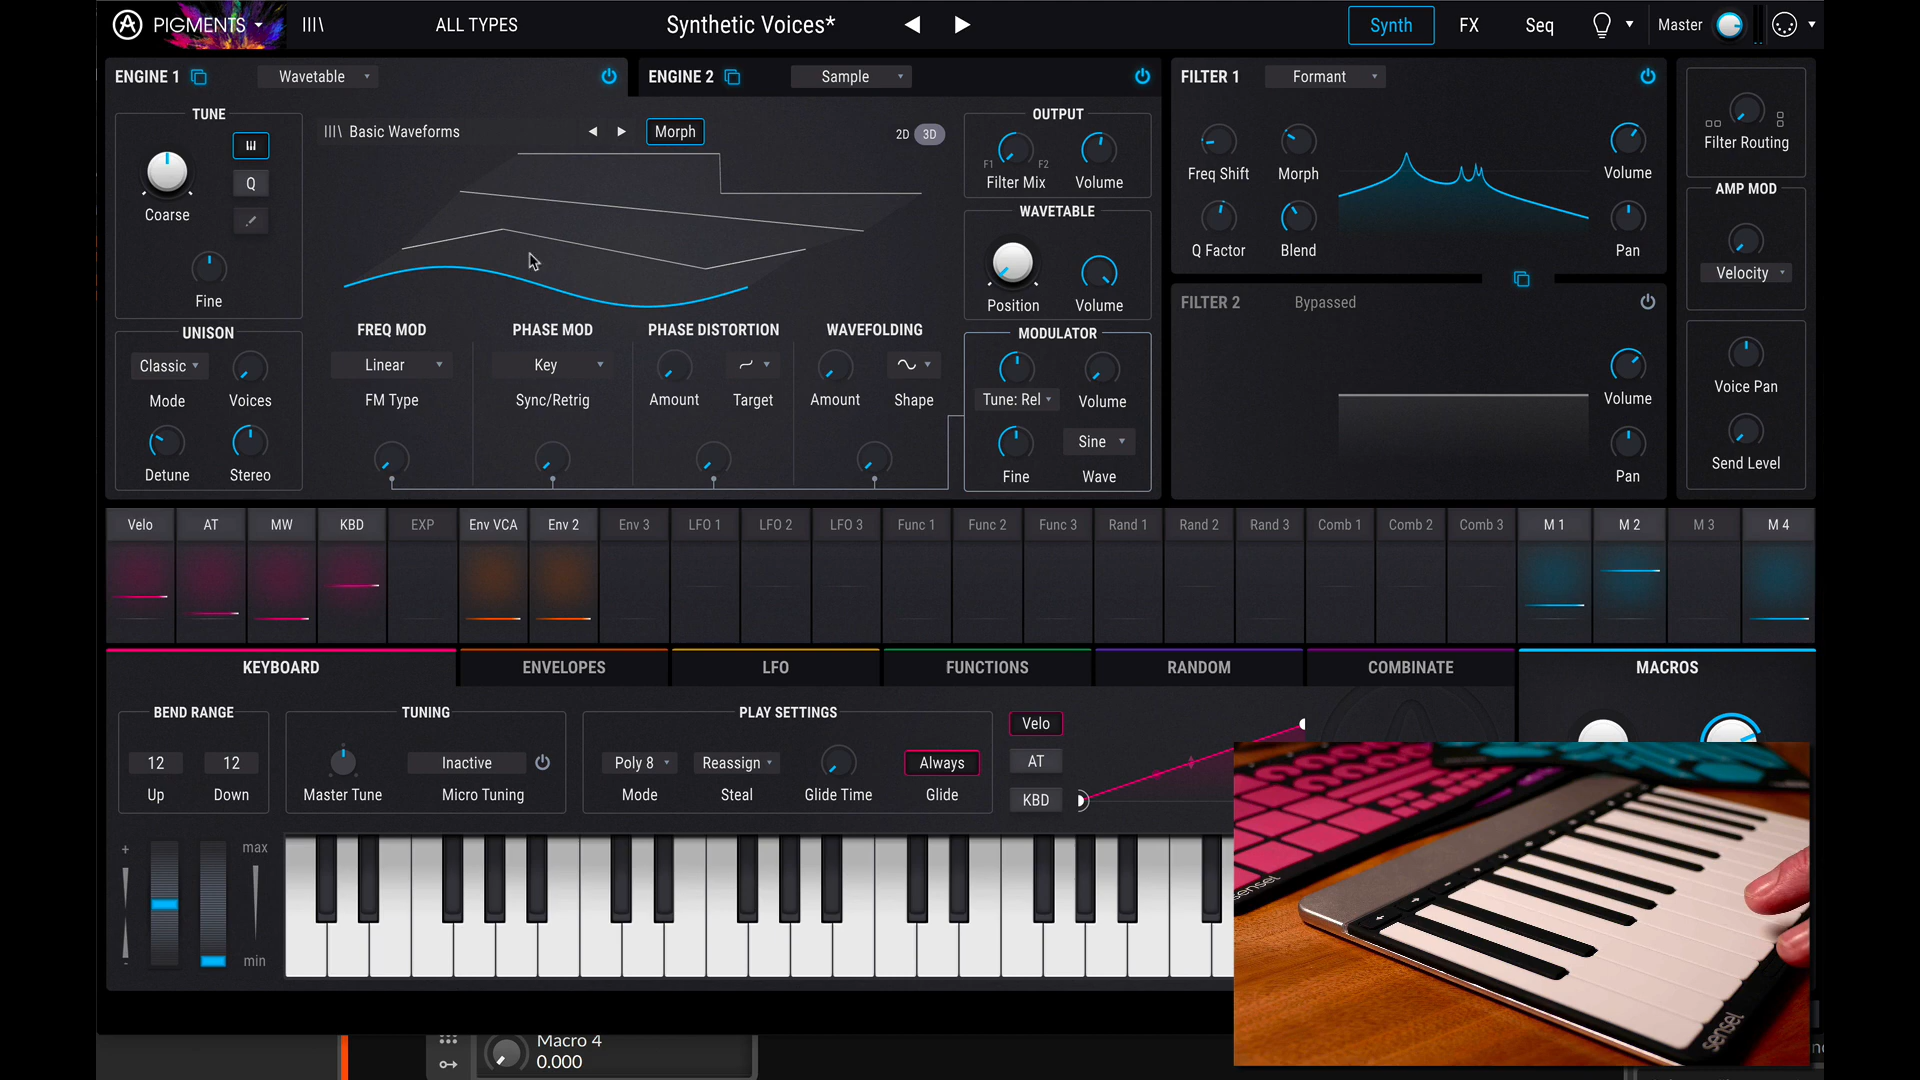 PIGMENTS
ALL TYPES
Synthetic Voices*
Synth
FX
Seq
Master
ENGINE 1
Wavetable
ENGINE 2
Sample
FILTER 1
Formant
TUNE
Coarse
Q
Fine
Basic Waveforms
Morph
2D
3D
OUTPUT
F1
F2
Filter Mix
Volume
WAVETABLE
Position
Volume
Freq Shift
Morph
Volume
Q Factor
Blend
Pan
Filter Routing
AMP MOD
Velocity
UNISON
Classic
Mode
Voices
Detune
Stereo
FREQ MOD
Linear
FM Type
PHASE MOD
Key
Sync/Retrig
PHASE DISTORTION
Amount
Target
WAVEFOLDING
Amount
Shape
MODULATOR
Tune: Rel
Volume
Fine
Sine
Wave
FILTER 2
Bypassed
Volume
Pan
Voice Pan
Send Level
Velo
AT
MW
KBD
EXP
Env VCA
Env 2
Env 3
LFO 1
LFO 2
LFO 3
Func 1
Func 2
Func 3
Rand 1
Rand 2
Rand 3
Comb 1
Comb 2
Comb 3
M 1
M 2
M 3
M 4
KEYBOARD
ENVELOPES
LFO
FUNCTIONS
RANDOM
COMBINATE
MACROS
BEND RANGE
12
12
Up
Down
TUNING
Inactive
Master Tune
Micro Tuning
PLAY SETTINGS
Poly 8
Reassign
Always
Mode
Steal
Glide Time
Glide
Velo
AT
KBD
+
-
max
min
sensel
sensel
Macro 4
0.000